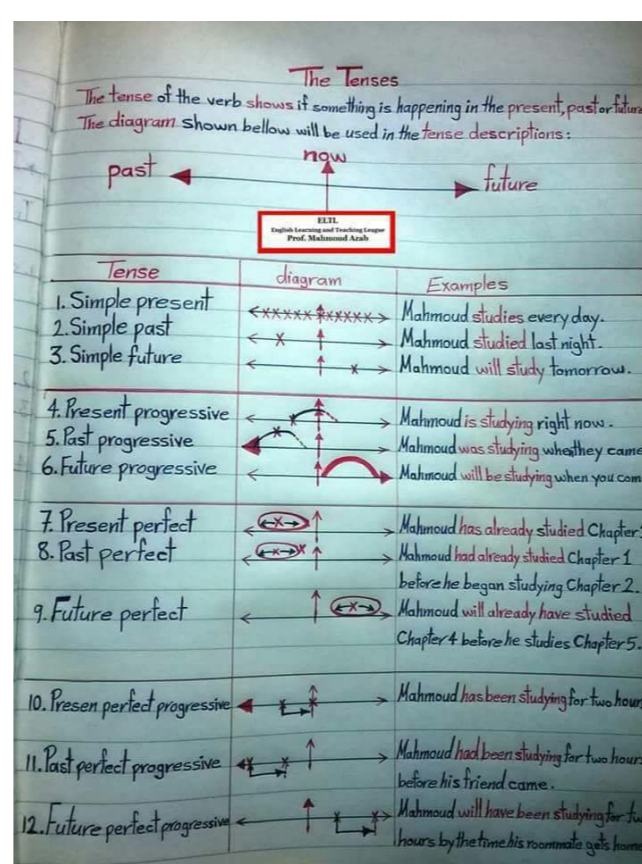 The Tenses
The tense of the verb shows if something is happening in the present, past or future
The diagram shown bellow will be used in the tense descriptions:
now
past
future
ELTL
English Learning and Teaching League
Prof. Mahmoud Arab
Tense diagram Examples
1. Simple present Mahmoud studies every day.
2. Simple past Mahmoud studied last night.
3. Simple future Mahmoud will study tomorrow.
4. Present progressive Mahmoud is studying right now.
5. Past progressive Mahmoud was studying when they came
6. Future progressive Mahmoud will be studying when you com
7. Present perfect Mahmoud has already studied Chapter
8. Past perfect Mahmoud had already studied Chapter 1
before he began studying Chapter 2.
9. Future perfect Mahmoud will already have studied
Chapter 4 before he studies Chapter 5.
10. Presen perfect progressive Mahmoud has been studying for two hour
11. Past perfect progressive Mahmoud had been studying for two hour
before his friend came.
12. Future perfect progressive Mahmoud will have been studying for tw
hours by the time his roommate gets hom